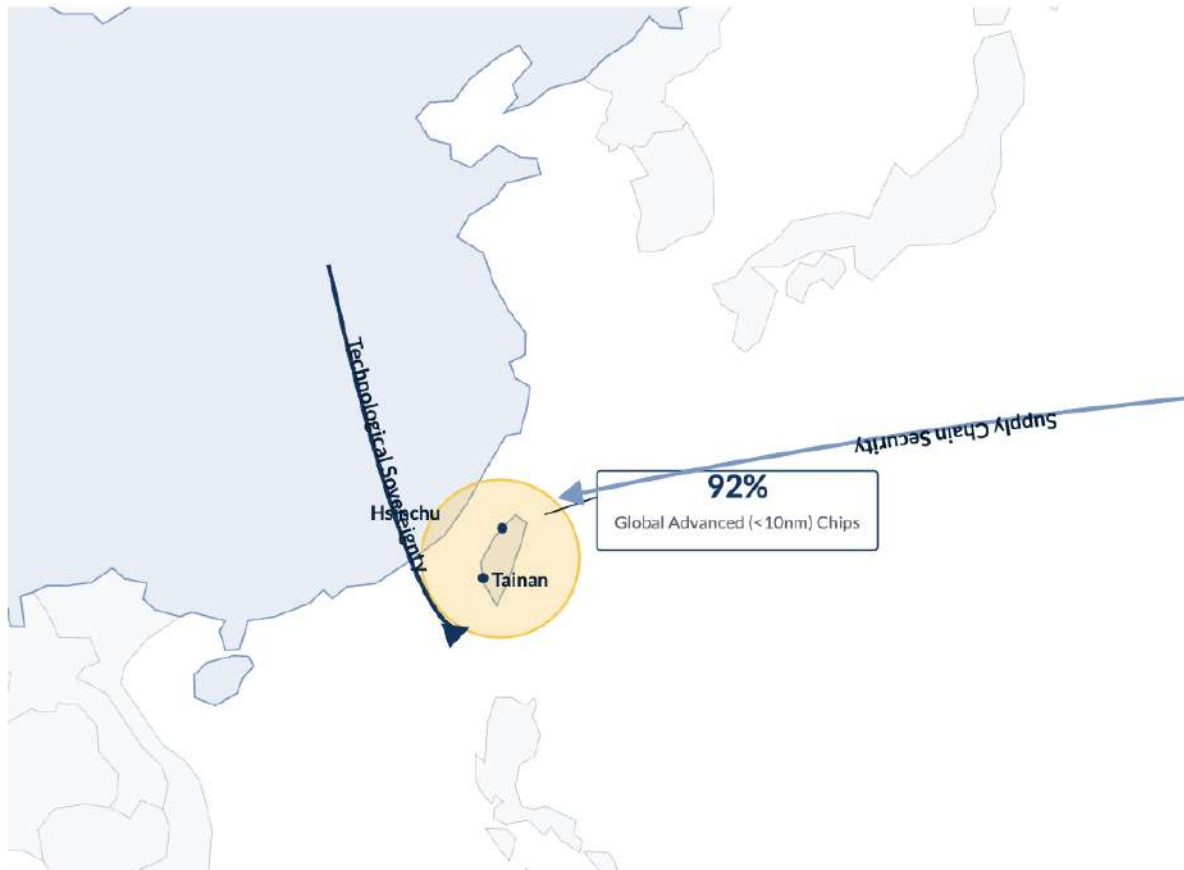 Technological Sovereignty
Supply Chain Security
92%
Global Advanced (<10nm) Chips
Hsinchu
Tainan